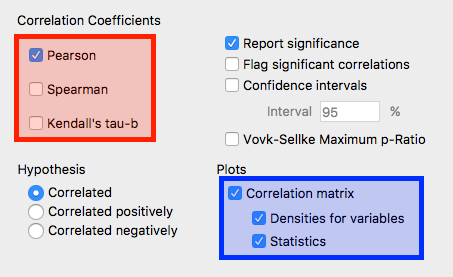 Correlation Coefficients
Pearson
Spearman
Kendall's tau-b
Report significance
Flag significant correlations
Confidence intervals
Interval 95 %
Vovk-Sellke Maximum p-Ratio
Hypothesis
Correlated
Correlated positively
Correlated negatively
Plots
Correlation matrix
Densities for variables
Statistics